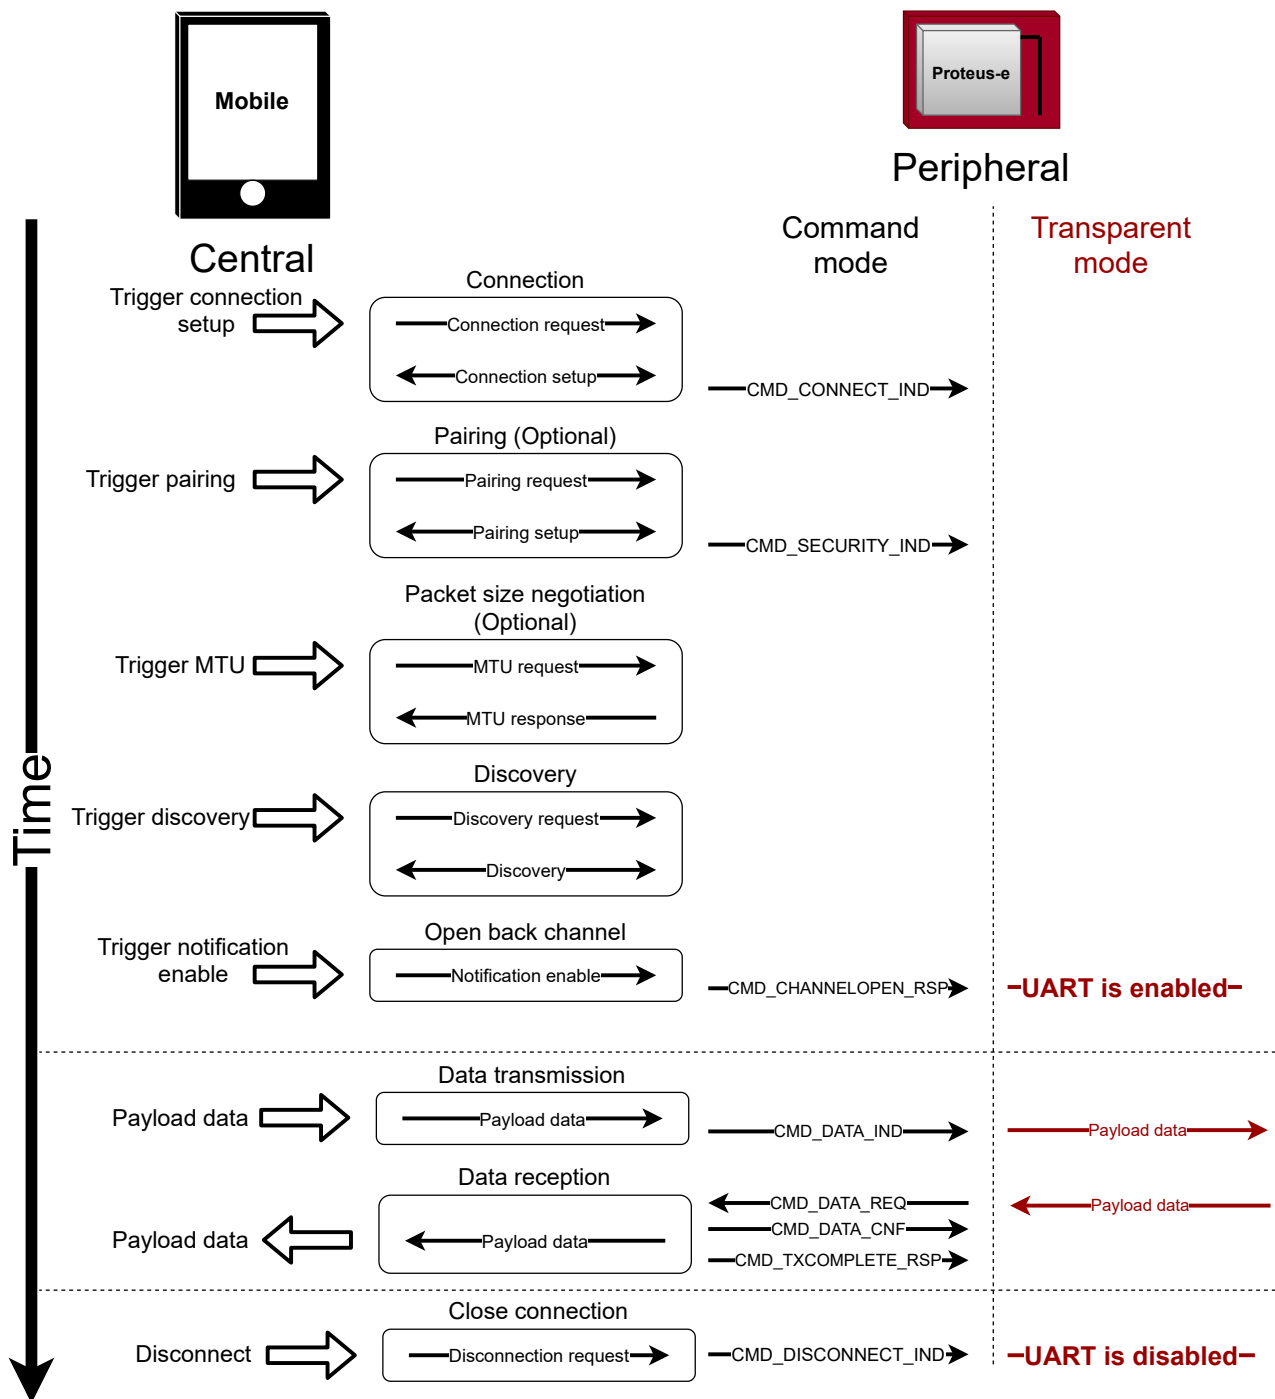 Mobile
Proteus-e
Central
Peripheral
Command
mode
Transparent
mode
Time
Trigger connection
setup
Connection
Connection request
Connection setup
CMD_CONNECT_IND
Pairing (Optional)
Trigger pairing
Pairing request
Pairing setup
CMD_SECURITY_IND
Packet size negotiation
(Optional)
Trigger MTU
MTU request
MTU response
Discovery
Trigger discovery
Discovery request
Discovery
Open back channel
Trigger notification
enable
Notification enable
CMD_CHANNELOPEN_RSP
UART is enabled
Data transmission
Payload data
Payload data
CMD_DATA_IND
Payload data
Data reception
Payload data
Payload data
CMD_DATA_REQ
CMD_DATA_CNF
CMD_TXCOMPLETE_RSP
Payload data
Close connection
Disconnect
Disconnection request
CMD_DISCONNECT_IND
UART is disabled